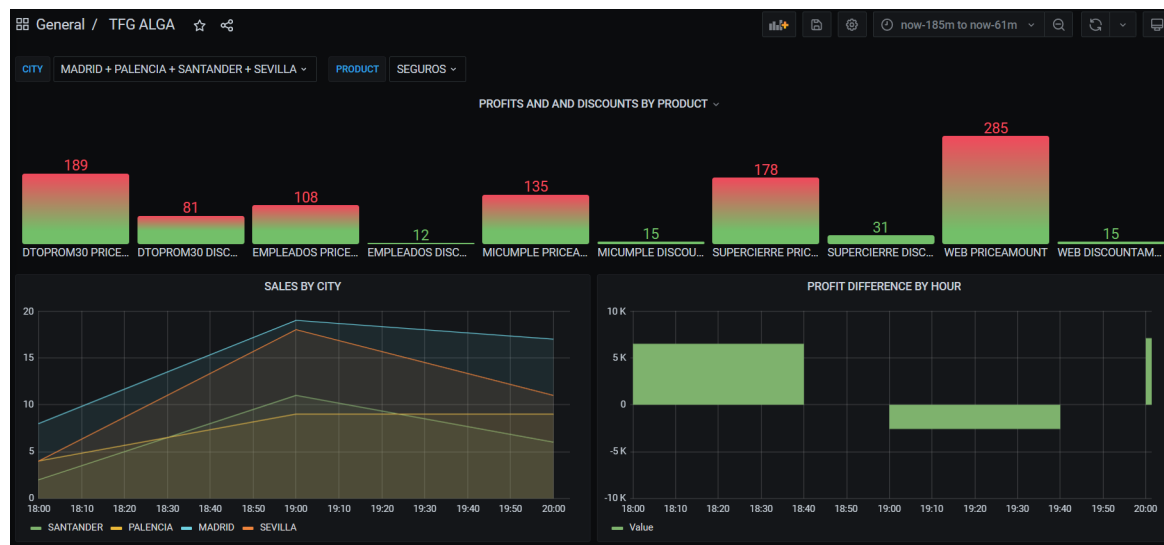 General / TFG ALGA
now-185m to now-61m
CITY MADRID + PALENCIA + SANTANDER + SEVILLA PRODUCT SEGUROS
PROFITS AND AND DISCOUNTS BY PRODUCT
189 81 108 12 135 15 178 31 285 15
DTOPROM30 PRICE... DTOPROM30 DISC... EMPLEADOS PRICE... EMPLEADOS DISC... MICUMPLE PRICEA... MICUMPLE DISCOU... SUPERCIERRE PRIC... SUPERCIERRE DISC... WEB PRICEAMOUNT WEB DISCOUNTAM...
SALES BY CITY
20
15
10
5
0
18:00 18:10 18:20 18:30 18:40 18:50 19:00 19:10 19:20 19:30 19:40 19:50 20:00
SANTANDER PALENCIA MADRID SEVILLA
PROFIT DIFFERENCE BY HOUR
10 K
5 K
0
-5 K
-10 K
18:00 18:10 18:20 18:30 18:40 18:50 19:00 19:10 19:20 19:30 19:40 19:50 20:00
Value